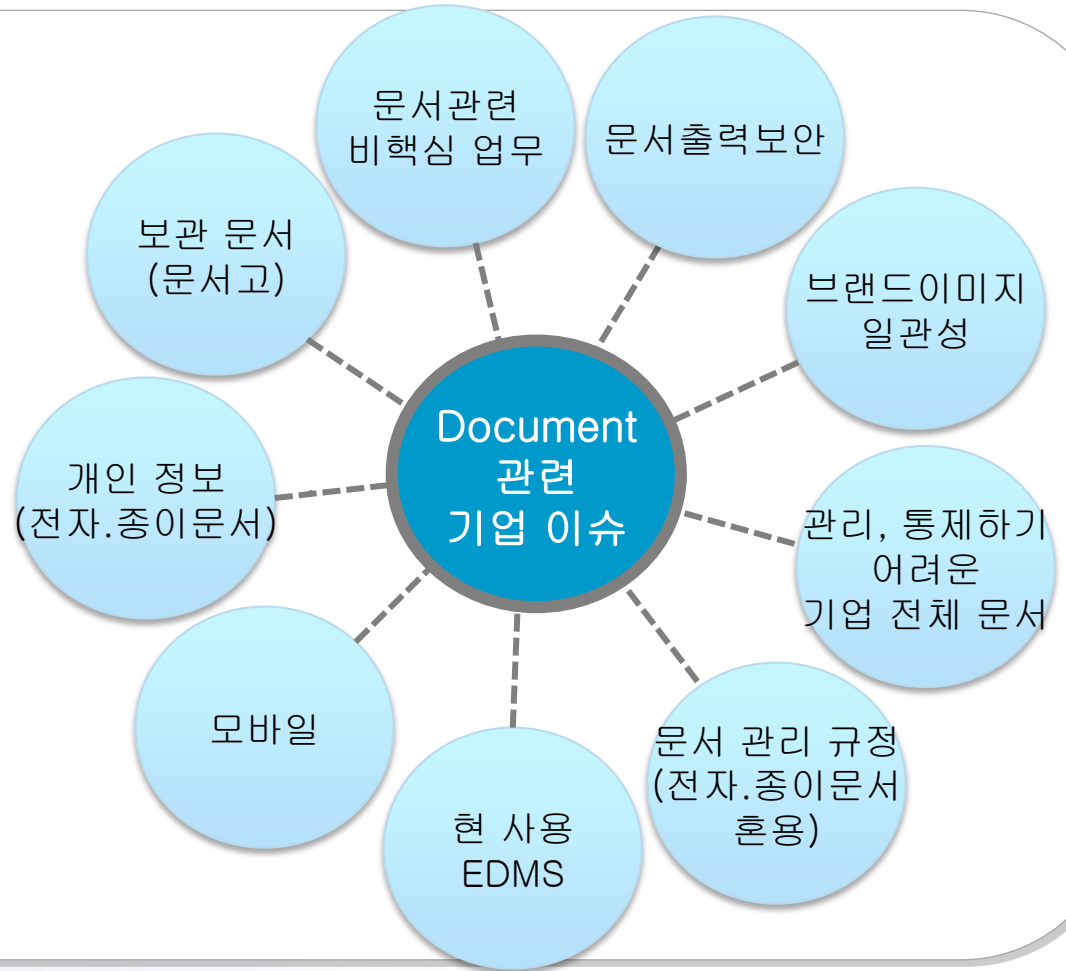 문서관련
비핵심 업무
문서출력보안
보관 문서
(문서고)
브랜드이미지
일관성
Document
관련
기업 이슈
개인 정보
(전자.종이문서)
관리, 통제하기
어려운
기업 전체 문서
모바일
문서 관리 규정
(전자.종이문서
혼용)
현 사용
EDMS